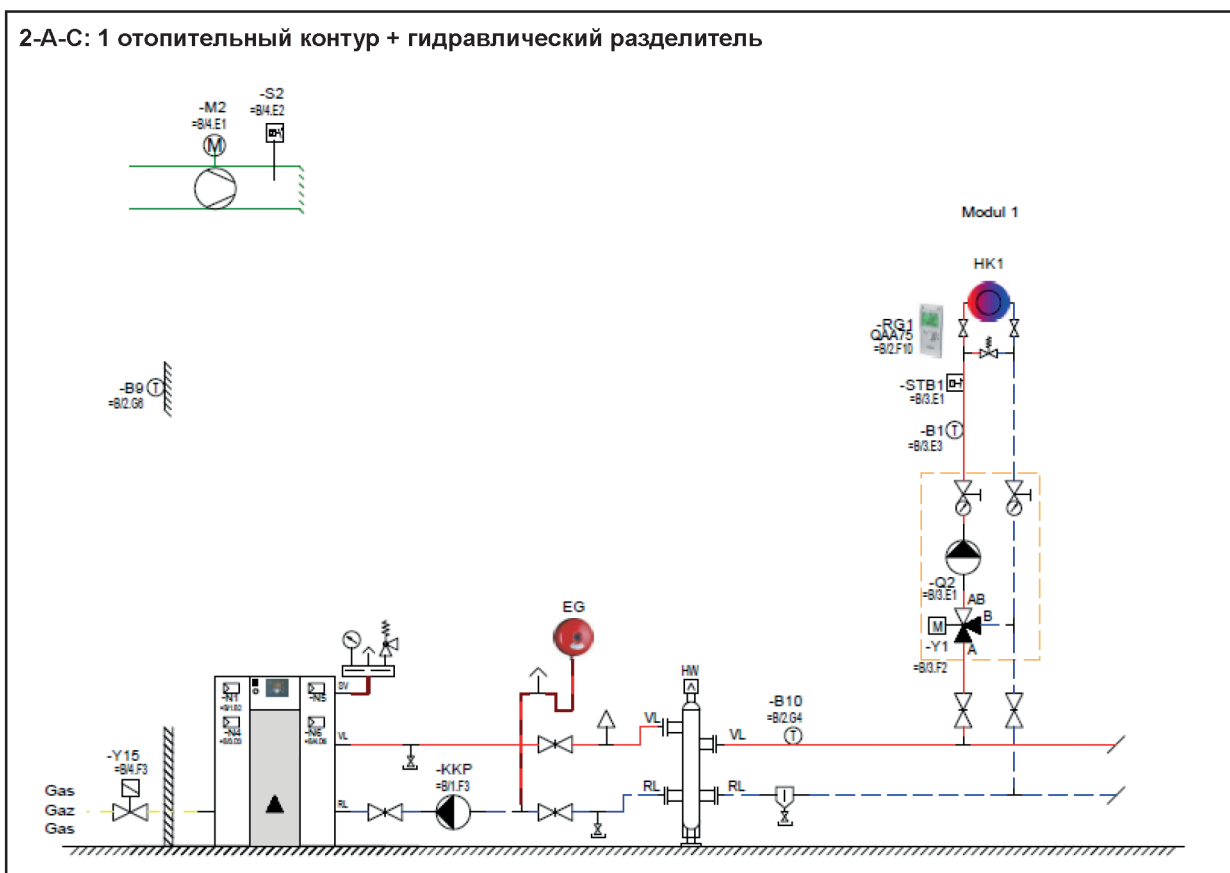 2-A-C: 1 отопительный контур + гидравлический разделитель
-M2
=B/4.E1
-S2
=B/4.E2
M
Modul 1
HK1
-RG1
QAA75
=B/2.F10
-B9
T
=B/2.G6
-STB1
=B/3.E1
-B1
T
=B/3.E3
-Q2
=B/3.E1
AB
B
M
-Y1
A
=B/3.F2
EG
HW
SV
-N1
-N5
-N4
-N6
VL
VL
VL
-B10
=B/2.G4
T
-Y15
=B/4.F3
-KKP
=B/1.F3
RL
RL
RL
Gas
Gaz
Gas